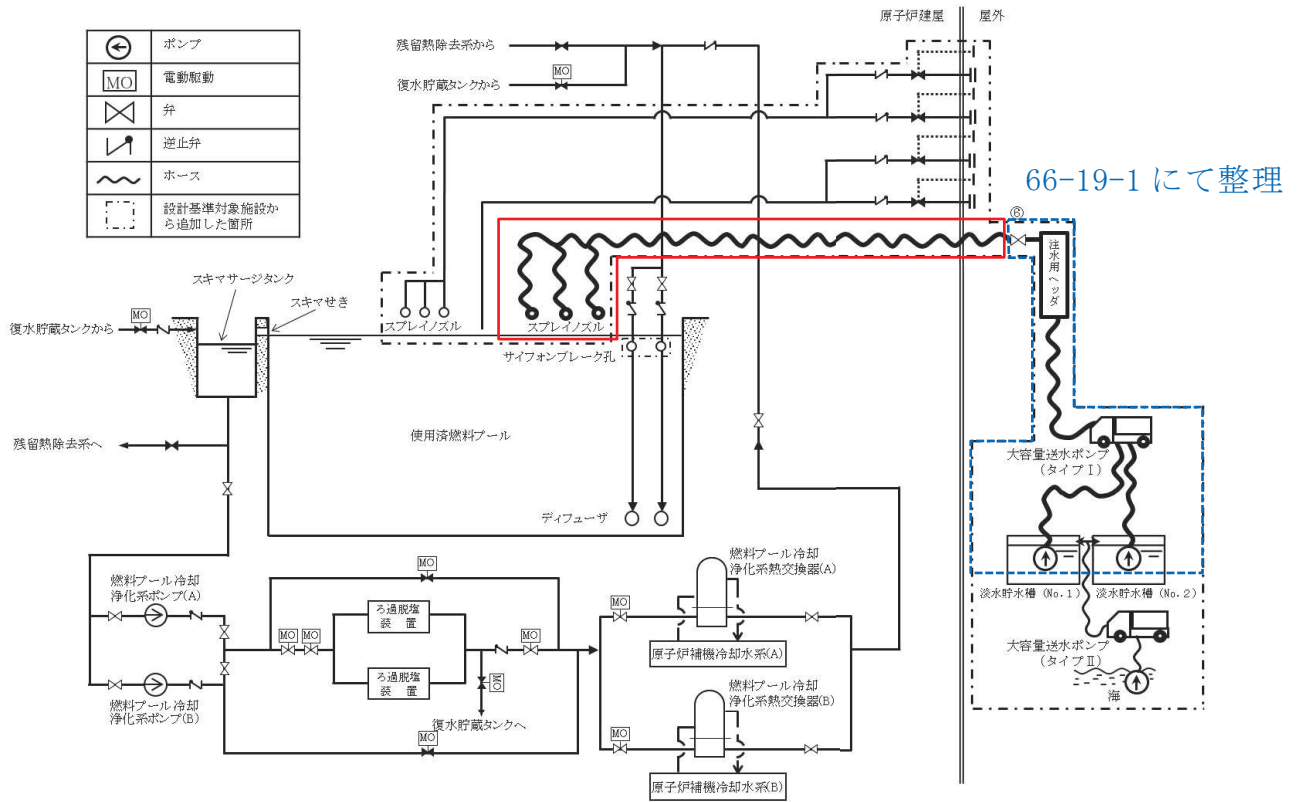 ポンプ
MO
電動駆動
弁
逆止弁
ホース
設計基準対象施設か
ら追加した箇所
原子炉建屋
屋外
残留熱除去系から
MO
復水貯蔵タンクから
66-19-1 にて整理
⑥
注水用ヘッダ
スキマサージタンク
スキマせき
MO
復水貯蔵タンクから
スプレイノズル
スプレイノズル
サイフォンブレーク孔
残留熱除去系へ
使用済燃料プール
ディフューザ
大容量送水ポンプ
(タイプⅠ)
淡水貯水槽 (No.1)
淡水貯水槽 (No.2)
大容量送水ポンプ
(タイプⅡ)
海
燃料プール冷却
浄化系ポンプ(A)
燃料プール冷却
浄化系ポンプ(B)
MO
MO
MO
ろ過脱塩
装 置
ろ過脱塩
装 置
MO
MO
復水貯蔵タンクへ
MO
燃料プール冷却
浄化系熱交換器(A)
MO
原子炉補機冷却水系(A)
燃料プール冷却
浄化系熱交換器(B)
MO
原子炉補機冷却水系(B)